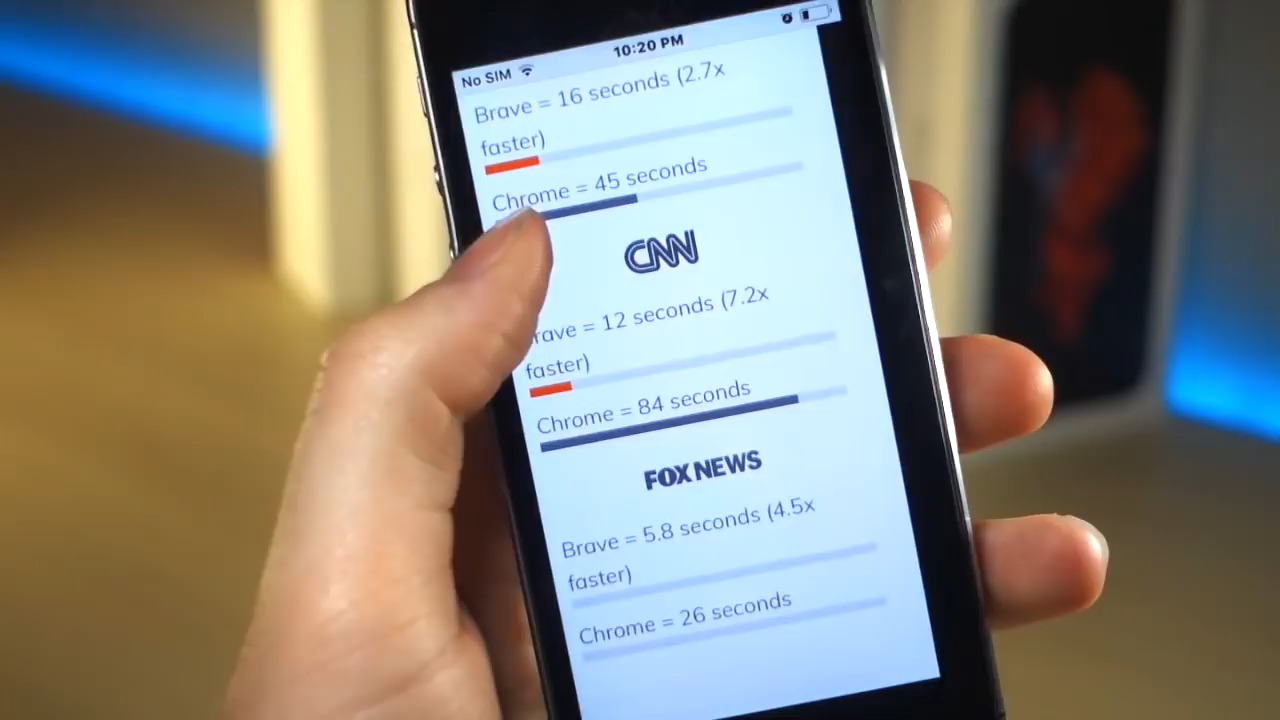 No SIM 10:20 PM
Brave = 16 seconds (2.7x
faster)
Chrome = 45 seconds
CNN
rave = 12 seconds (7.2x
faster)
Chrome = 84 seconds
FOX NEWS
Brave = 5.8 seconds (4.5x
faster)
Chrome = 26 seconds